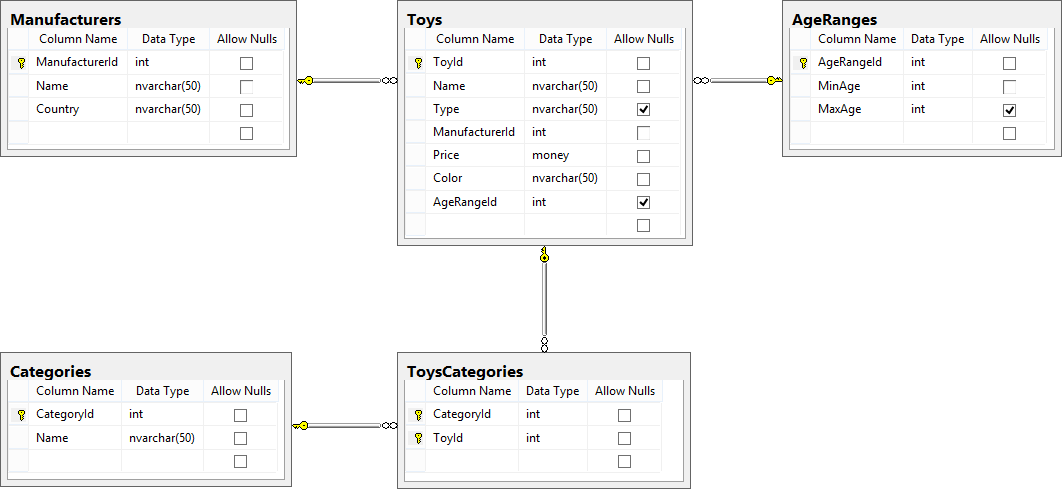 Manufacturers
Column Name Data Type Allow Nulls
ManufacturerId int
Name nvarchar(50)
Country nvarchar(50)
Toys
Column Name Data Type Allow Nulls
ToyId int
Name nvarchar(50)
Type nvarchar(50)
ManufacturerId int
Price money
Color nvarchar(50)
AgeRangeId int
AgeRanges
Column Name Data Type Allow Nulls
AgeRangeId int
MinAge int
MaxAge int
Categories
Column Name Data Type Allow Nulls
CategoryId int
Name nvarchar(50)
ToysCategories
Column Name Data Type Allow Nulls
CategoryId int
ToyId int